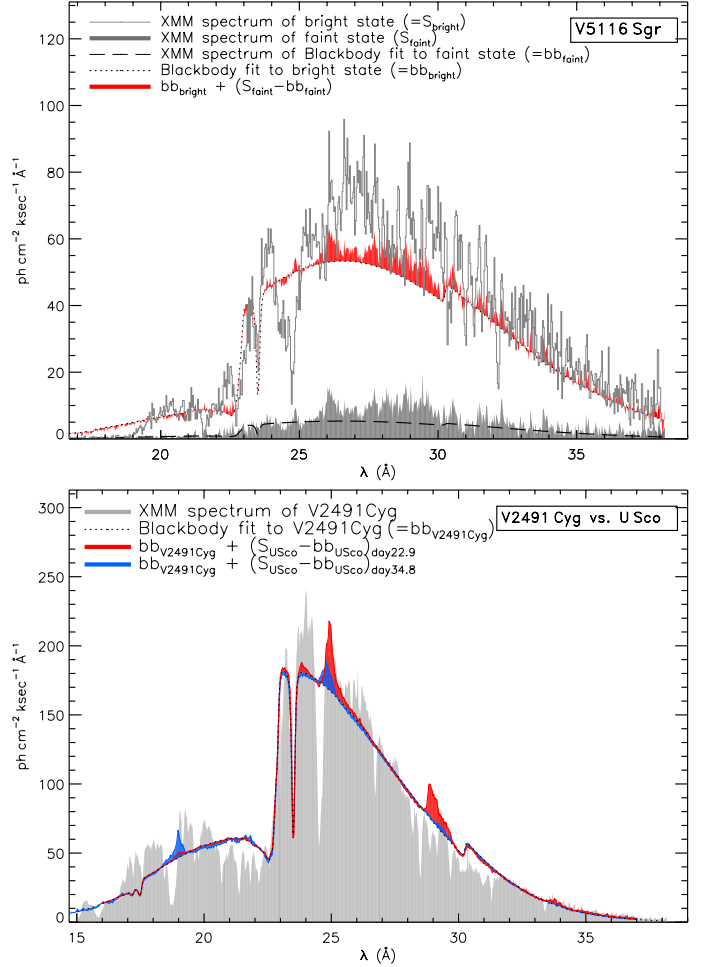 XMM spectrum of bright state (=S_bright)
XMM spectrum of faint state (S_faint)
XMM spectrum of Blackbody fit to faint state (=bb_faint)
Blackbody fit to bright state (=bb_bright)
bb_bright + (S_faint−bb_faint)
V5116 Sgr
120
100
80
60
40
20
0
ph cm⁻² ksec⁻¹ Å⁻¹
20 25 30 35
λ (Å)
XMM spectrum of V2491Cyg
Blackbody fit to V2491Cyg (=bb_V2491Cyg)
bb_V2491Cyg + (S_USco−bb_USco)_day22.9
bb_V2491Cyg + (S_USco−bb_USco)_day34.8
V2491 Cyg vs. U Sco
300
250
200
150
100
50
0
ph cm⁻² ksec⁻¹ Å⁻¹
15 20 25 30 35
λ (Å)